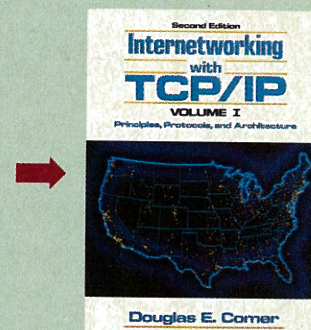 Second Edition
Internetworking
with
TCP/IP
VOLUME I
Principles, Protocols, and Architecture
Douglas E. Comer